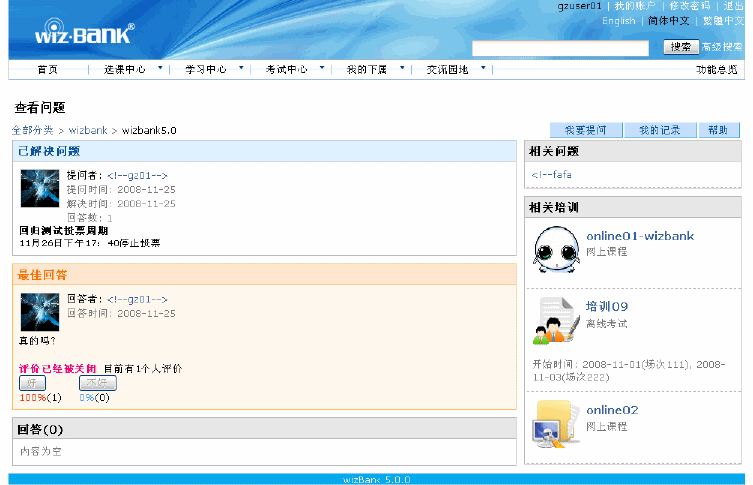 gzuser01 | 我的账户 | 修改密码 | 退出
English | 简体中文 | 繁體中文
wiz·BANK®
搜索 高级搜索
首页 选课中心 学习中心 考试中心 我的下属 交流园地 功能总览
查看问题
全部分类 > wizbank > wizbank5.0
我要提问 我的记录 帮助
已解决问题
提问者: <!--gz01-->
提问时间: 2008-11-25
解决时间: 2008-11-25
回答数: 1
回归测试投票周期
11月26日下午17：40停止投票
最佳回答
回答者: <!--gz01-->
回答时间: 2008-11-25
真的吗?
评价已经被关闭 目前有1个人评价
好 不好
100%(1) 0%(0)
回答(0)
内容为空
相关问题
<!--fafa
相关培训
online01-wizbank
网上课程
培训09
离线考试
开始时间: 2008-11-01(场次111), 2008-
11-03(场次222)
online02
网上课程
wizBank 5.0.0